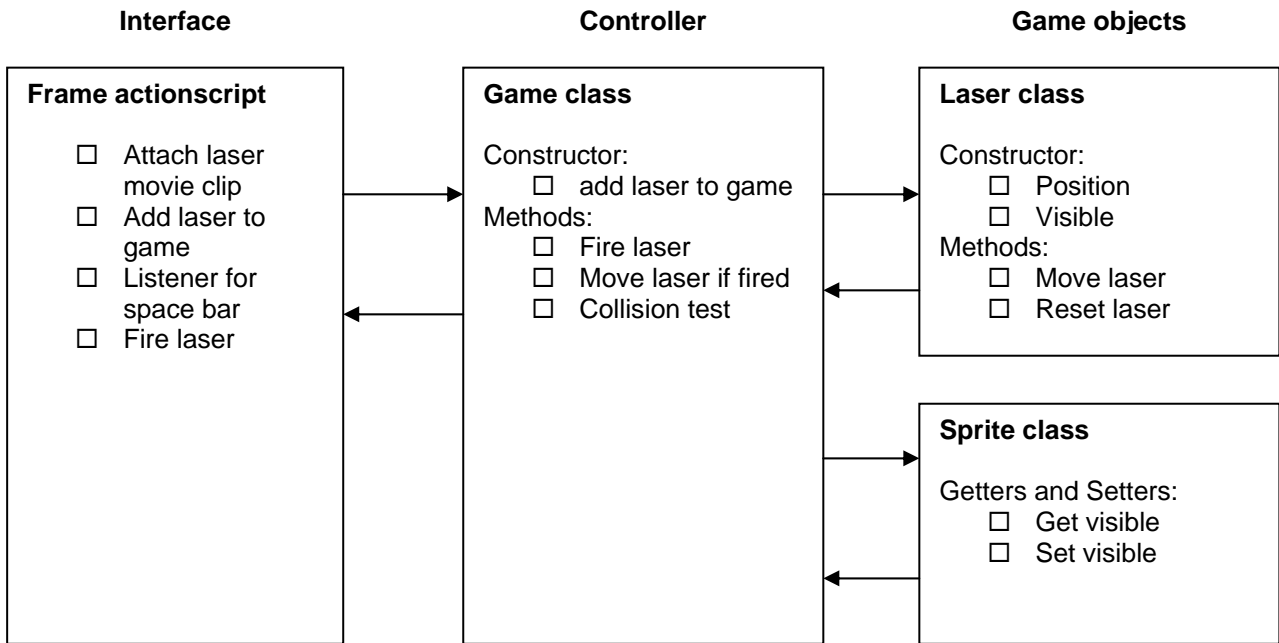 Interface
Controller
Game objects
Frame actionscript
☐ Attach laser
movie clip
☐ Add laser to
game
☐ Listener for
space bar
☐ Fire laser
Game class
Constructor:
☐ add laser to game
Methods:
☐ Fire laser
☐ Move laser if fired
☐ Collision test
Laser class
Constructor:
☐ Position
☐ Visible
Methods:
☐ Move laser
☐ Reset laser
Sprite class
Getters and Setters:
☐ Get visible
☐ Set visible